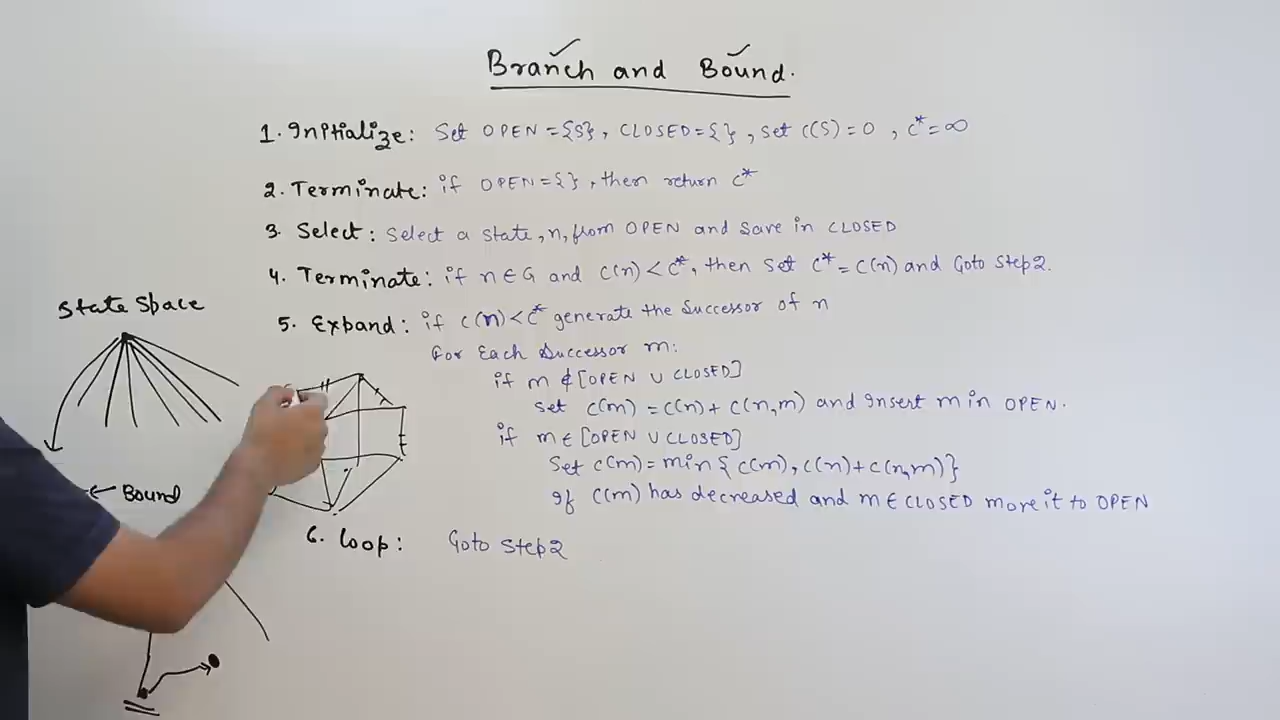 Branch and Bound.
1. Initialize: Set OPEN = {S}, CLOSED = { }, Set C(S) = 0, C* = ∞
2. Terminate: if OPEN = { }, then return C*
3. Select: Select a state, n, from OPEN and save in CLOSED
4. Terminate: if n ∈ G and C(n) < C*, then Set C* = C(n) and Goto Step 2.
State Space
5. Expand: if C(n) < C* generate the Successor of n
For Each Successor m:
if m ∉ [OPEN ∪ CLOSED]
Set C(m) = C(n) + C(n,m) and Insert m in OPEN.
if m ∈ [OPEN ∪ CLOSED]
Set C(m) = min {C(m), C(n) + C(n,m)}
If C(m) has decreased and m ∈ CLOSED move it to OPEN
Bound
6. Loop: Goto Step 2